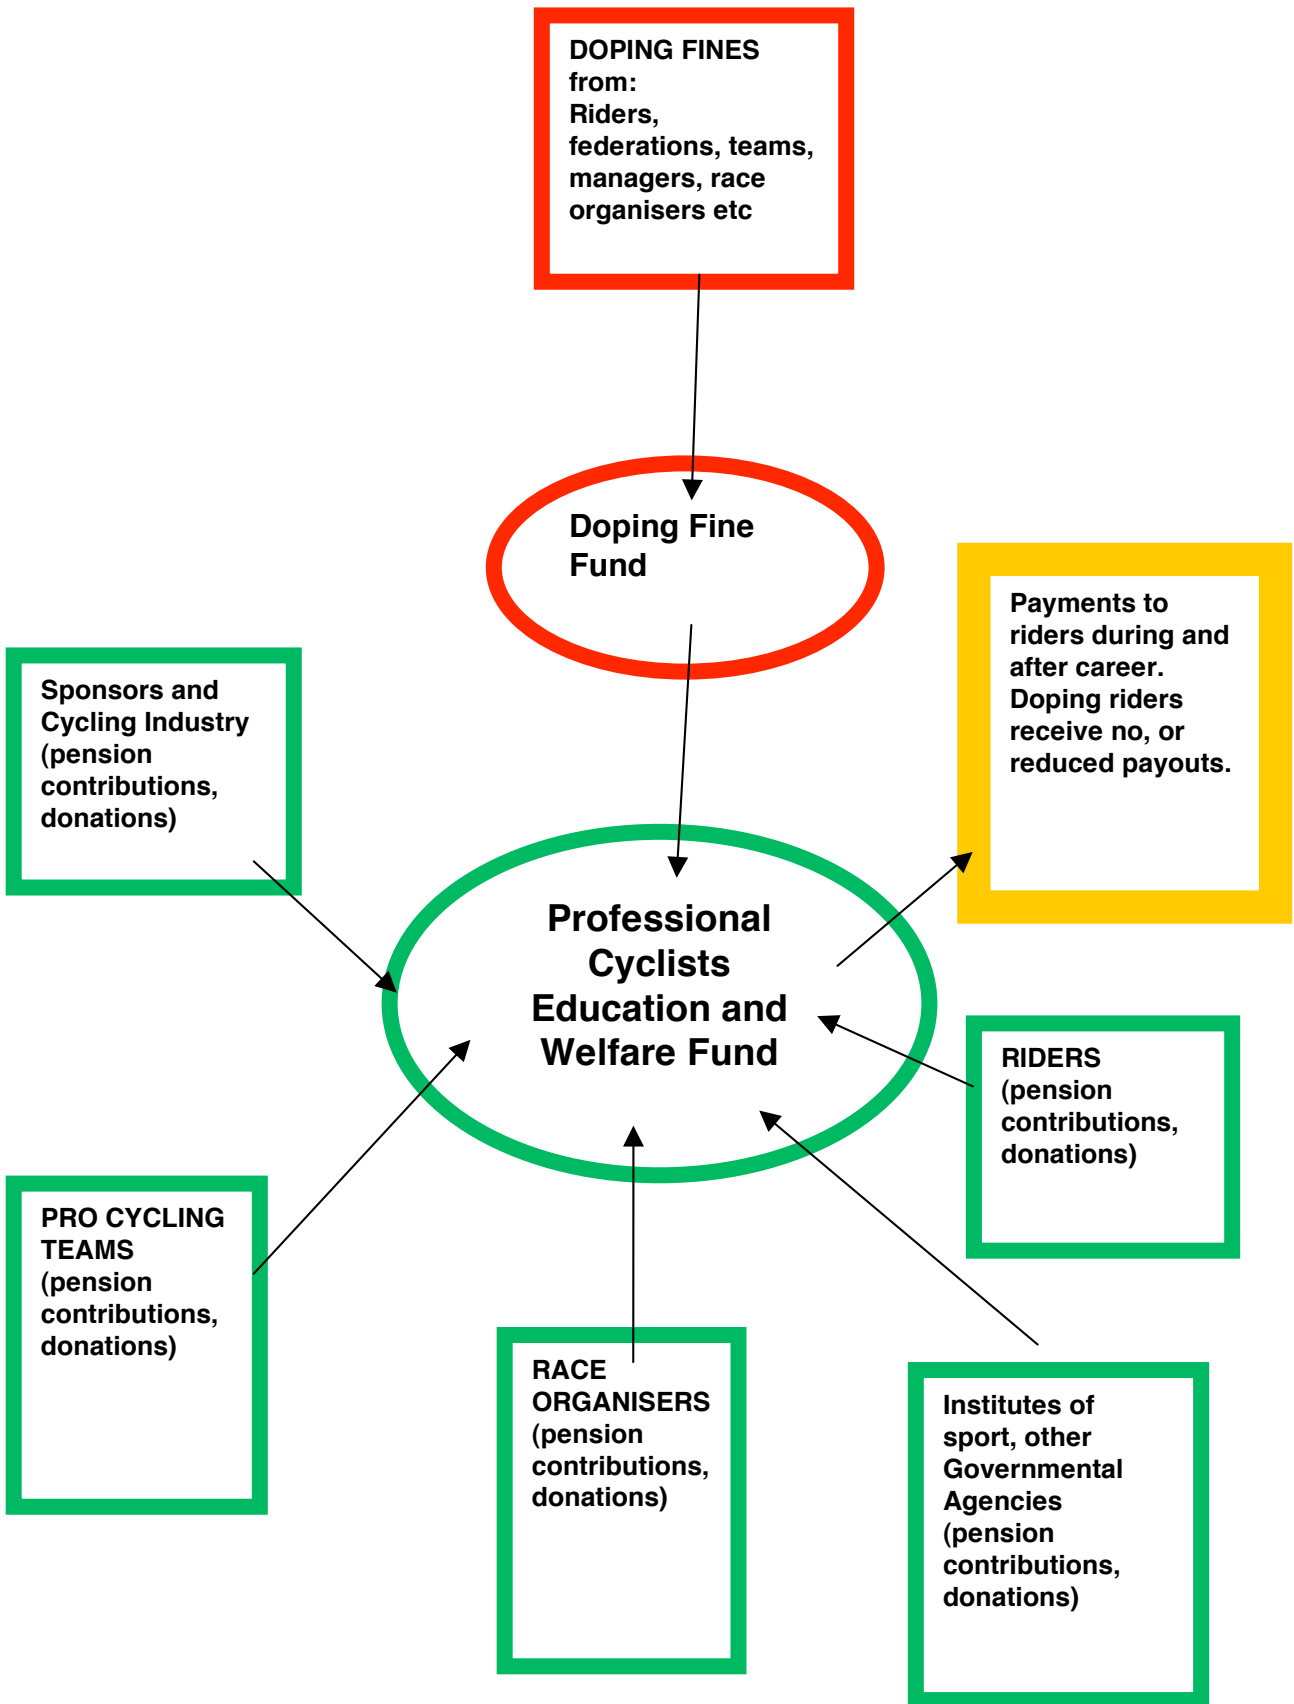 DOPING FINES
from:
Riders,
federations, teams,
managers, race
organisers etc
Doping Fine
Fund
Payments to
riders during and
after career.
Doping riders
receive no, or
reduced payouts.
Sponsors and
Cycling Industry
(pension
contributions,
donations)
Professional
Cyclists
Education and
Welfare Fund
RIDERS
(pension
contributions,
donations)
PRO CYCLING
TEAMS
(pension
contributions,
donations)
RACE
ORGANISERS
(pension
contributions,
donations)
Institutes of
sport, other
Governmental
Agencies
(pension
contributions,
donations)